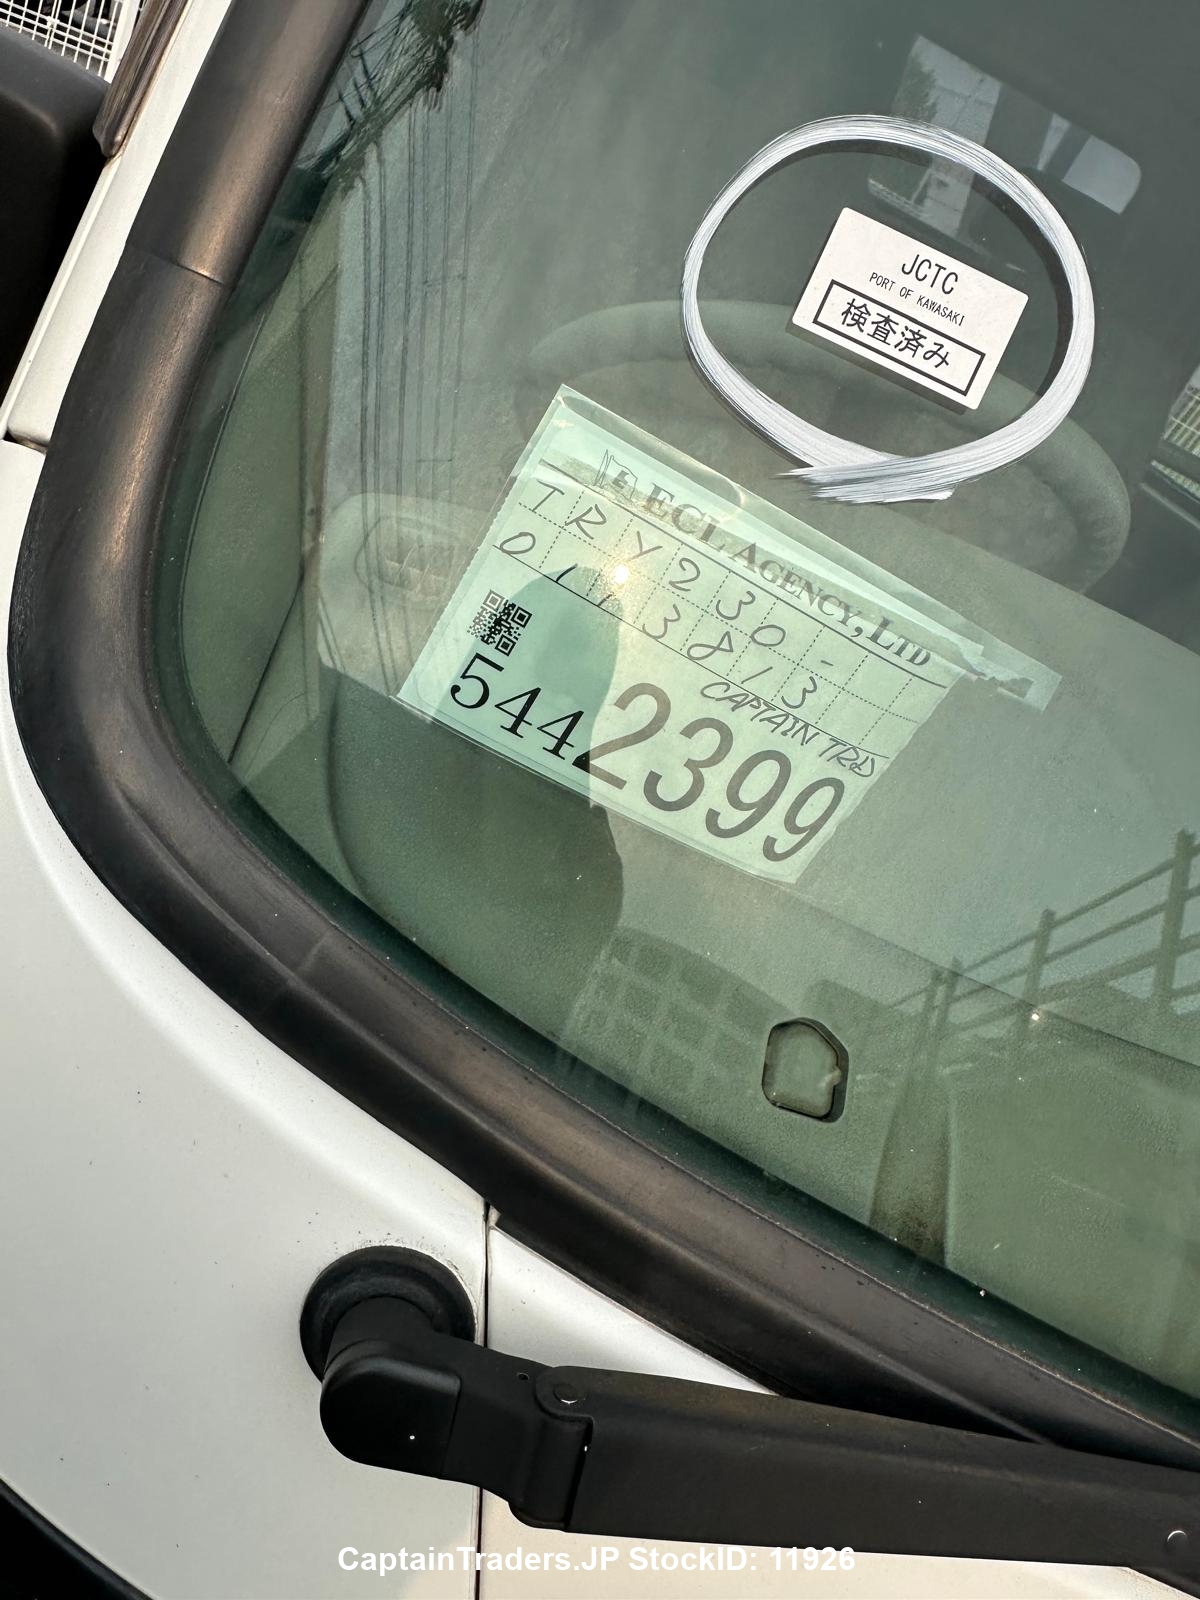 JCTC
PORT OF KAWASAKI
検査済み
ECL AGENCY, LTD
TRY230-
0113813
CAPTAIN TRD
5442399
CaptainTraders.JP StockID: 11926